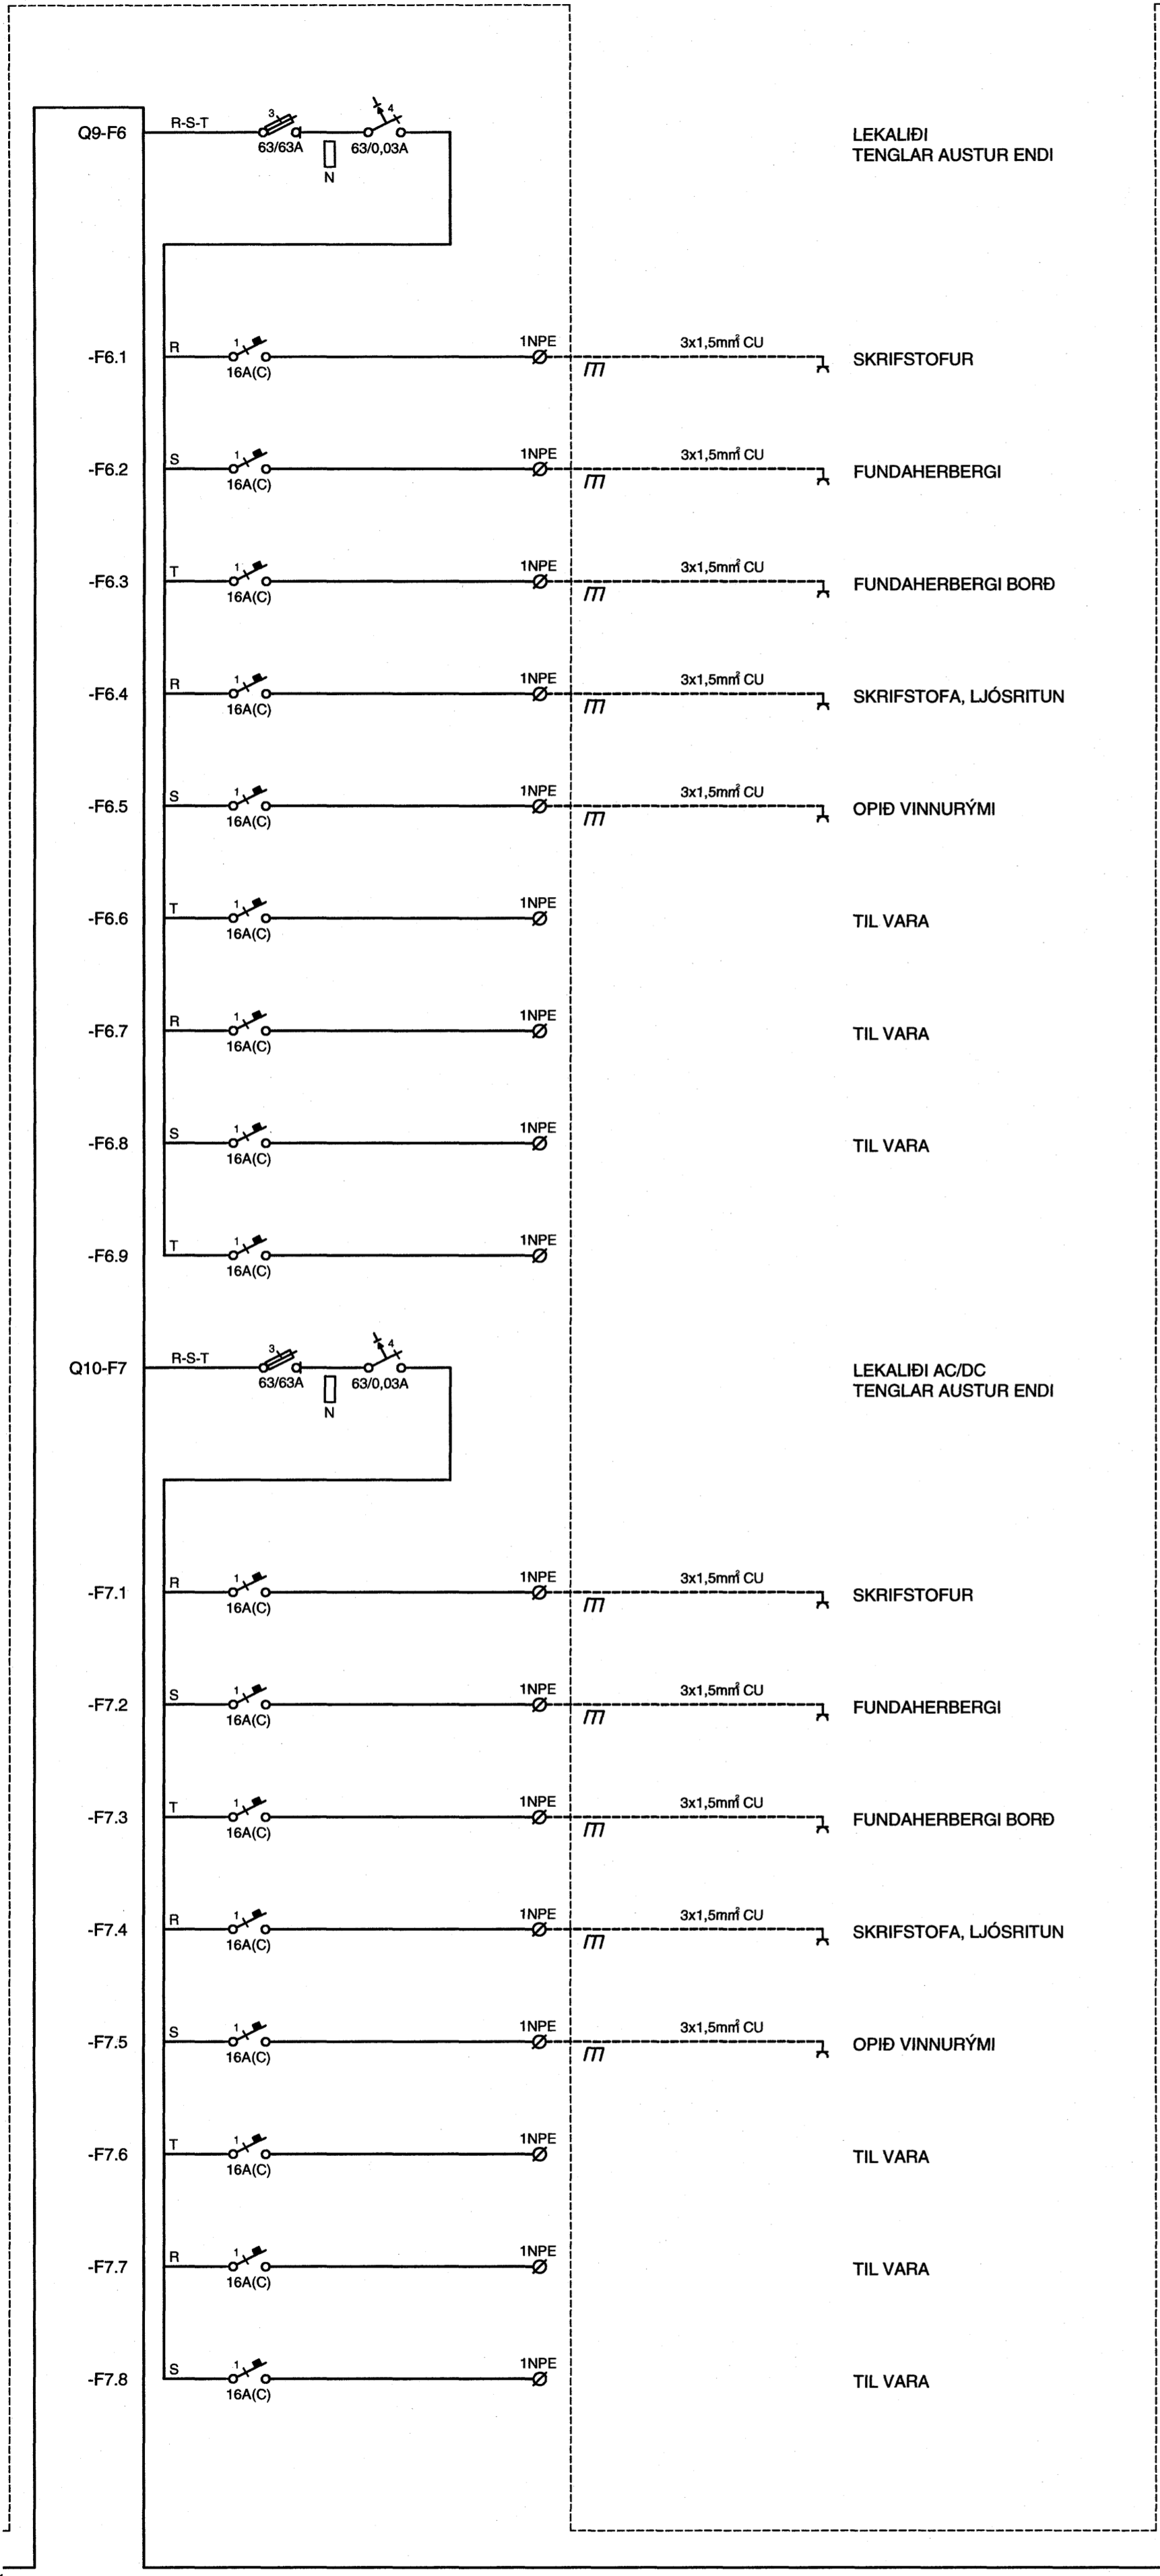 Q9-F6 R-S-T 3 4 LEKALIÐI
63/63A 63/0,03A TENGLAR AUSTUR ENDI
N
-F6.1 R 1 16A(C) 1NPE 3x1,5mm² CU SKRIFSTOFUR
-F6.2 S 1 16A(C) 1NPE 3x1,5mm² CU FUNDAHERBERGI
-F6.3 T 1 16A(C) 1NPE 3x1,5mm² CU FUNDAHERBERGI BORÐ
-F6.4 R 1 16A(C) 1NPE 3x1,5mm² CU SKRIFSTOFA, LJÓSRITUN
-F6.5 S 1 16A(C) 1NPE 3x1,5mm² CU OPIÐ VINNURÝMI
-F6.6 T 1 16A(C) 1NPE TIL VARA
-F6.7 R 1 16A(C) 1NPE TIL VARA
-F6.8 S 1 16A(C) 1NPE TIL VARA
-F6.9 T 1 16A(C) 1NPE
Q10-F7 R-S-T 3 4 LEKALIÐI AC/DC
63/63A 63/0,03A TENGLAR AUSTUR ENDI
N
-F7.1 R 1 16A(C) 1NPE 3x1,5mm² CU SKRIFSTOFUR
-F7.2 S 1 16A(C) 1NPE 3x1,5mm² CU FUNDAHERBERGI
-F7.3 T 1 16A(C) 1NPE 3x1,5mm² CU FUNDAHERBERGI BORÐ
-F7.4 R 1 16A(C) 1NPE 3x1,5mm² CU SKRIFSTOFA, LJÓSRITUN
-F7.5 S 1 16A(C) 1NPE 3x1,5mm² CU OPIÐ VINNURÝMI
-F7.6 T 1 16A(C) 1NPE TIL VARA
-F7.7 R 1 16A(C) 1NPE TIL VARA
-F7.8 S 1 16A(C) 1NPE TIL VARA